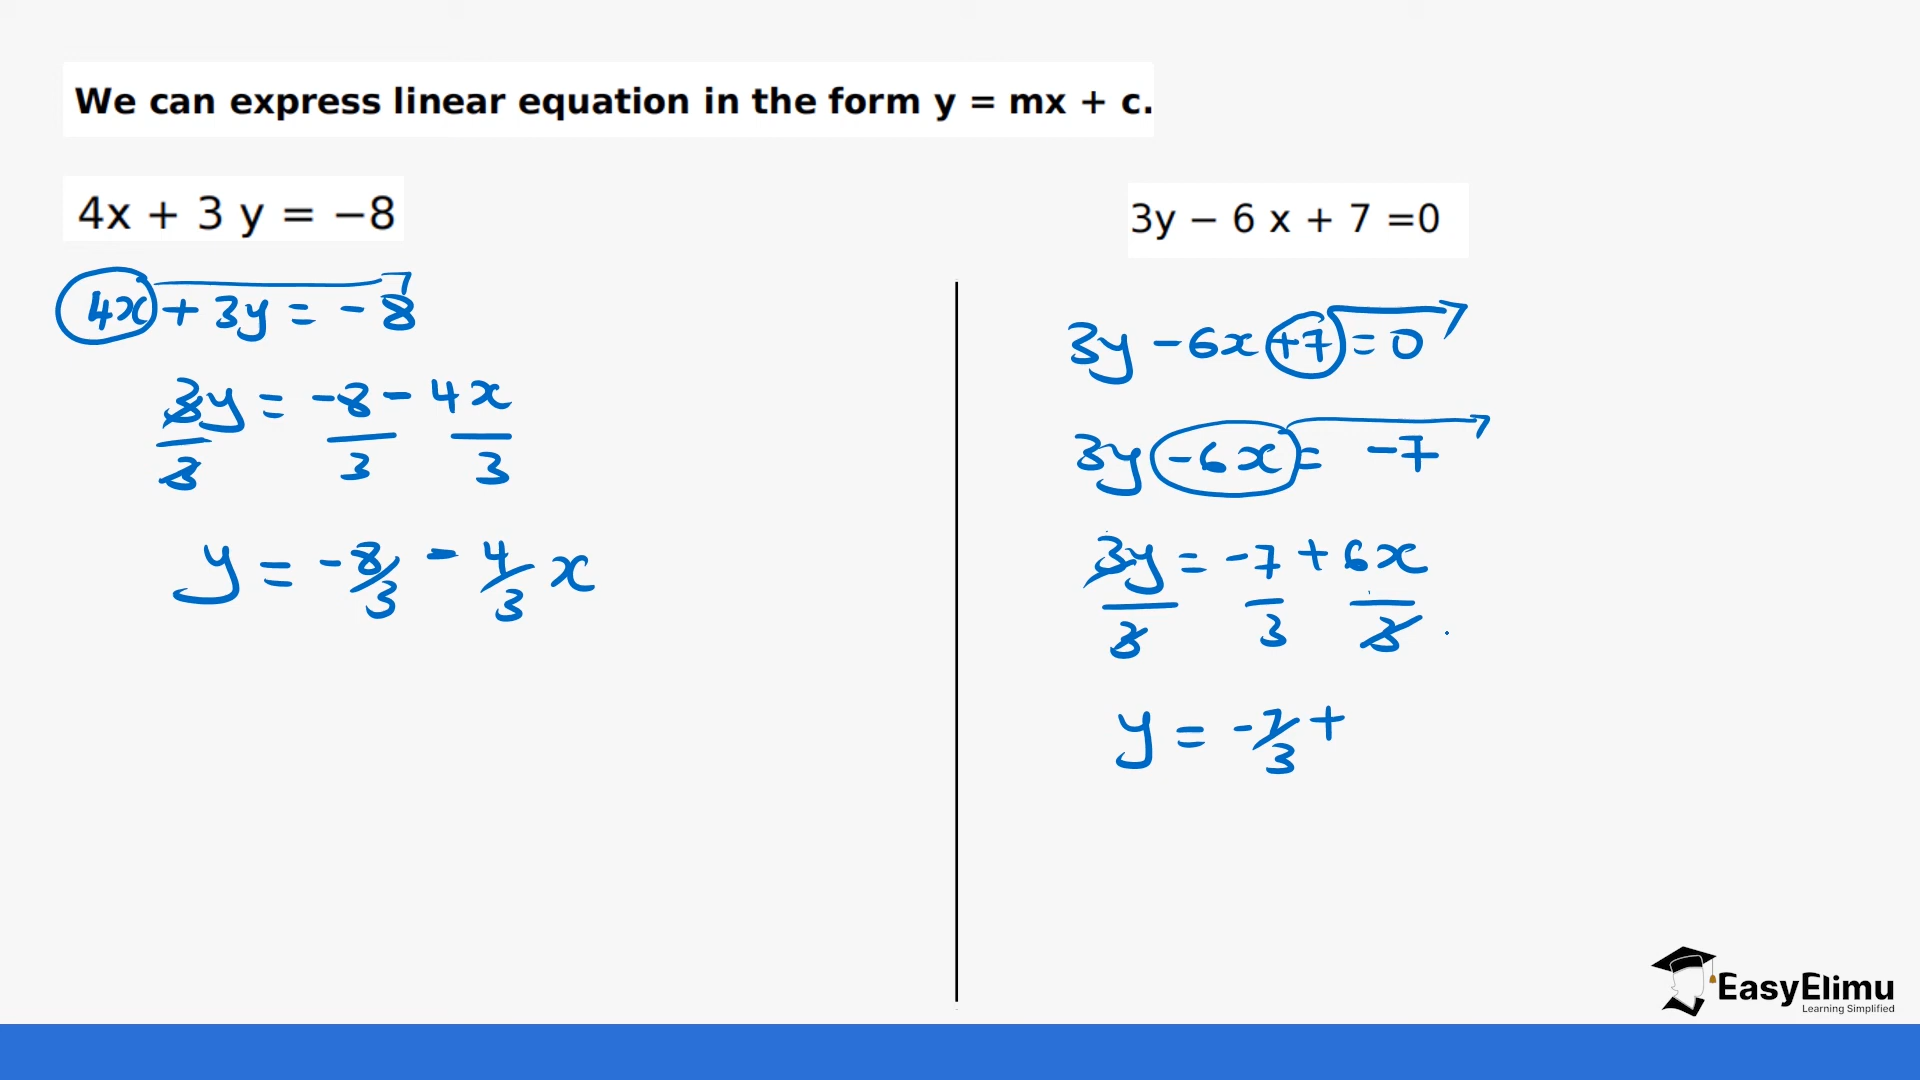 We can express linear equation in the form y = mx + c.
4x + 3 y = −8
4x + 3y = - 8
3y = -8 - 4x
3 3 3
y = -8/3 - 4/3 x
3y − 6 x + 7 =0
3y - 6x + 7 = 0
3y - 6x = -7
3y = -7 + 6x
3 3 3
y = -7/3 +
EasyElimu
Learning Simplified